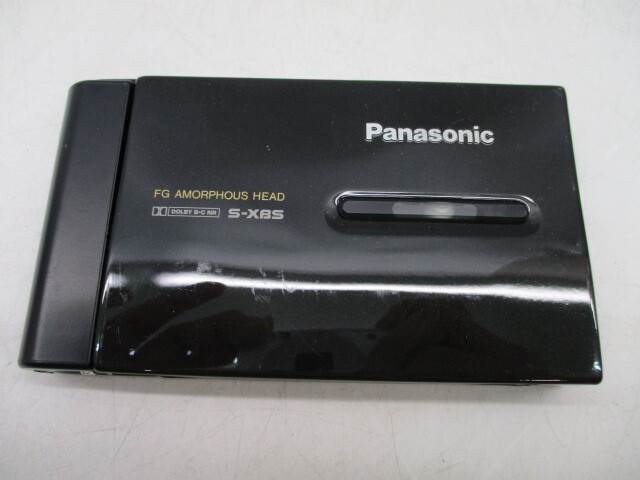 Panasonic
FG AMORPHOUS HEAD
DOLBY B-C NR S-XBS